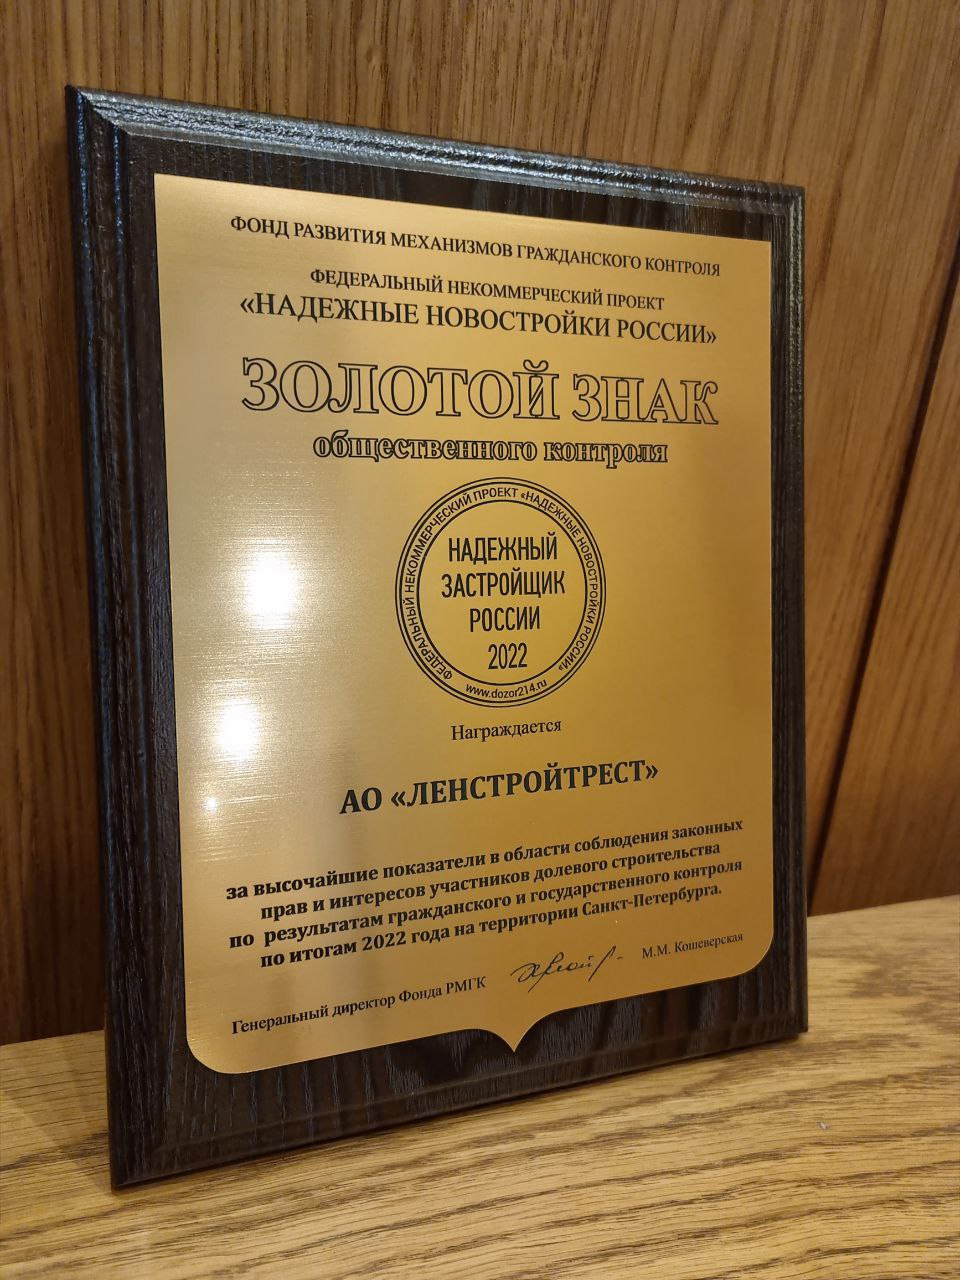 ФОНД РАЗВИТИЯ МЕХАНИЗМОВ ГРАЖДАНСКОГО КОНТРОЛЯ
ФЕДЕРАЛЬНЫЙ НЕКОММЕРЧЕСКИЙ ПРОЕКТ
«НАДЕЖНЫЕ НОВОСТРОЙКИ РОССИИ»
ЗОЛОТОЙ ЗНАК
общественного контроля
ФЕДЕРАЛЬНЫЙ НЕКОММЕРЧЕСКИЙ ПРОЕКТ «НАДЕЖНЫЕ НОВОСТРОЙКИ РОССИИ»
НАДЕЖНЫЙ
ЗАСТРОЙЩИК
РОССИИ
2022
www.dozor214.ru
Награждается
АО «ЛЕНСТРОЙТРЕСТ»
за высочайшие показатели в области соблюдения законных
прав и интересов участников долевого строительства
по результатам гражданского и государственного контроля
по итогам 2022 года на территории Санкт-Петербурга.
Генеральный директор Фонда РМГК М.М. Кошеверская